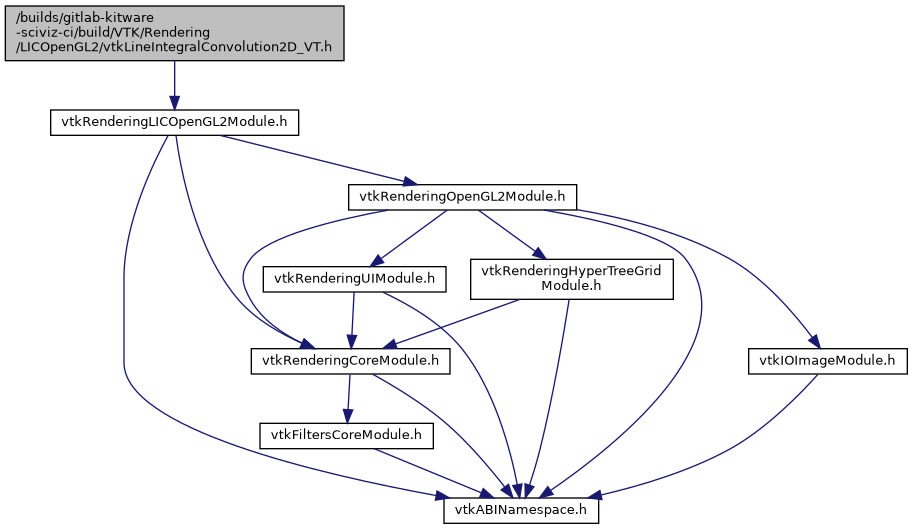 /builds/gitlab-kitware
-sciviz-ci/build/VTK/Rendering
/LICOpenGL2/vtkLineIntegralConvolution2D_VT.h
vtkRenderingLICOpenGL2Module.h
vtkRenderingOpenGL2Module.h
vtkRenderingUIModule.h
vtkRenderingHyperTreeGrid
Module.h
vtkRenderingCoreModule.h
vtkIOImageModule.h
vtkFiltersCoreModule.h
vtkABINamespace.h